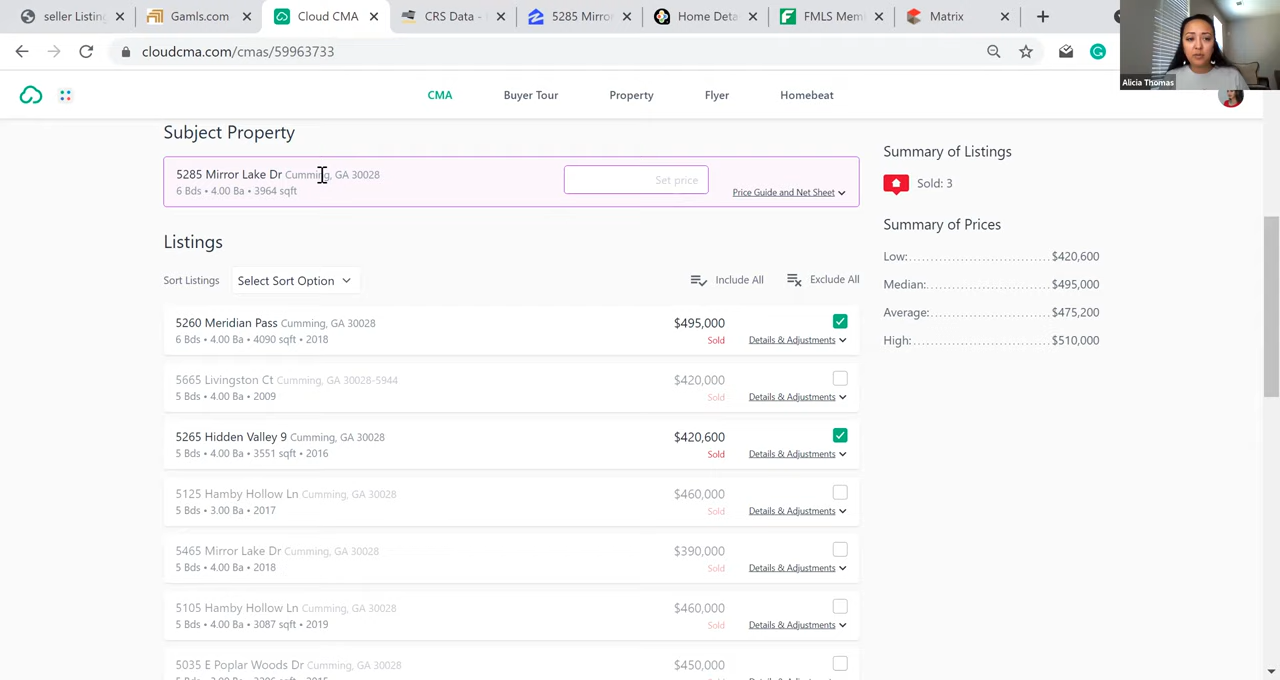 seller Listing
Gamls.com
Cloud CMA
CRS Data -
5285 Mirro
Home Deta
FMLS Mem
Matrix
cloudcma.com/cmas/59963733
Alicia Thomas
CMA
Buyer Tour
Property
Flyer
Homebeat
Subject Property
5285 Mirror Lake Dr Cumming, GA 30028
6 Bds • 4.00 Ba • 3964 sqft
Set price
Price Guide and Net Sheet
Summary of Listings
Sold: 3
Summary of Prices
Low: $420,600
Median: $495,000
Average: $475,200
High: $510,000
Listings
Sort Listings
Select Sort Option
Include All
Exclude All
5260 Meridian Pass Cumming, GA 30028
6 Bds • 4.00 Ba • 4090 sqft • 2018
$495,000
Sold
Details & Adjustments
5665 Livingston Ct Cumming, GA 30028-5944
5 Bds • 4.00 Ba • 2009
$420,000
Sold
Details & Adjustments
5265 Hidden Valley 9 Cumming, GA 30028
5 Bds • 4.00 Ba • 3551 sqft • 2016
$420,600
Sold
Details & Adjustments
5125 Hamby Hollow Ln Cumming, GA 30028
5 Bds • 3.00 Ba • 2017
$460,000
Sold
Details & Adjustments
5465 Mirror Lake Dr Cumming, GA 30028
5 Bds • 4.00 Ba • 2018
$390,000
Sold
Details & Adjustments
5105 Hamby Hollow Ln Cumming, GA 30028
5 Bds • 4.00 Ba • 3087 sqft • 2019
$460,000
Sold
Details & Adjustments
5035 E Poplar Woods Dr Cumming, GA 30028
$450,000